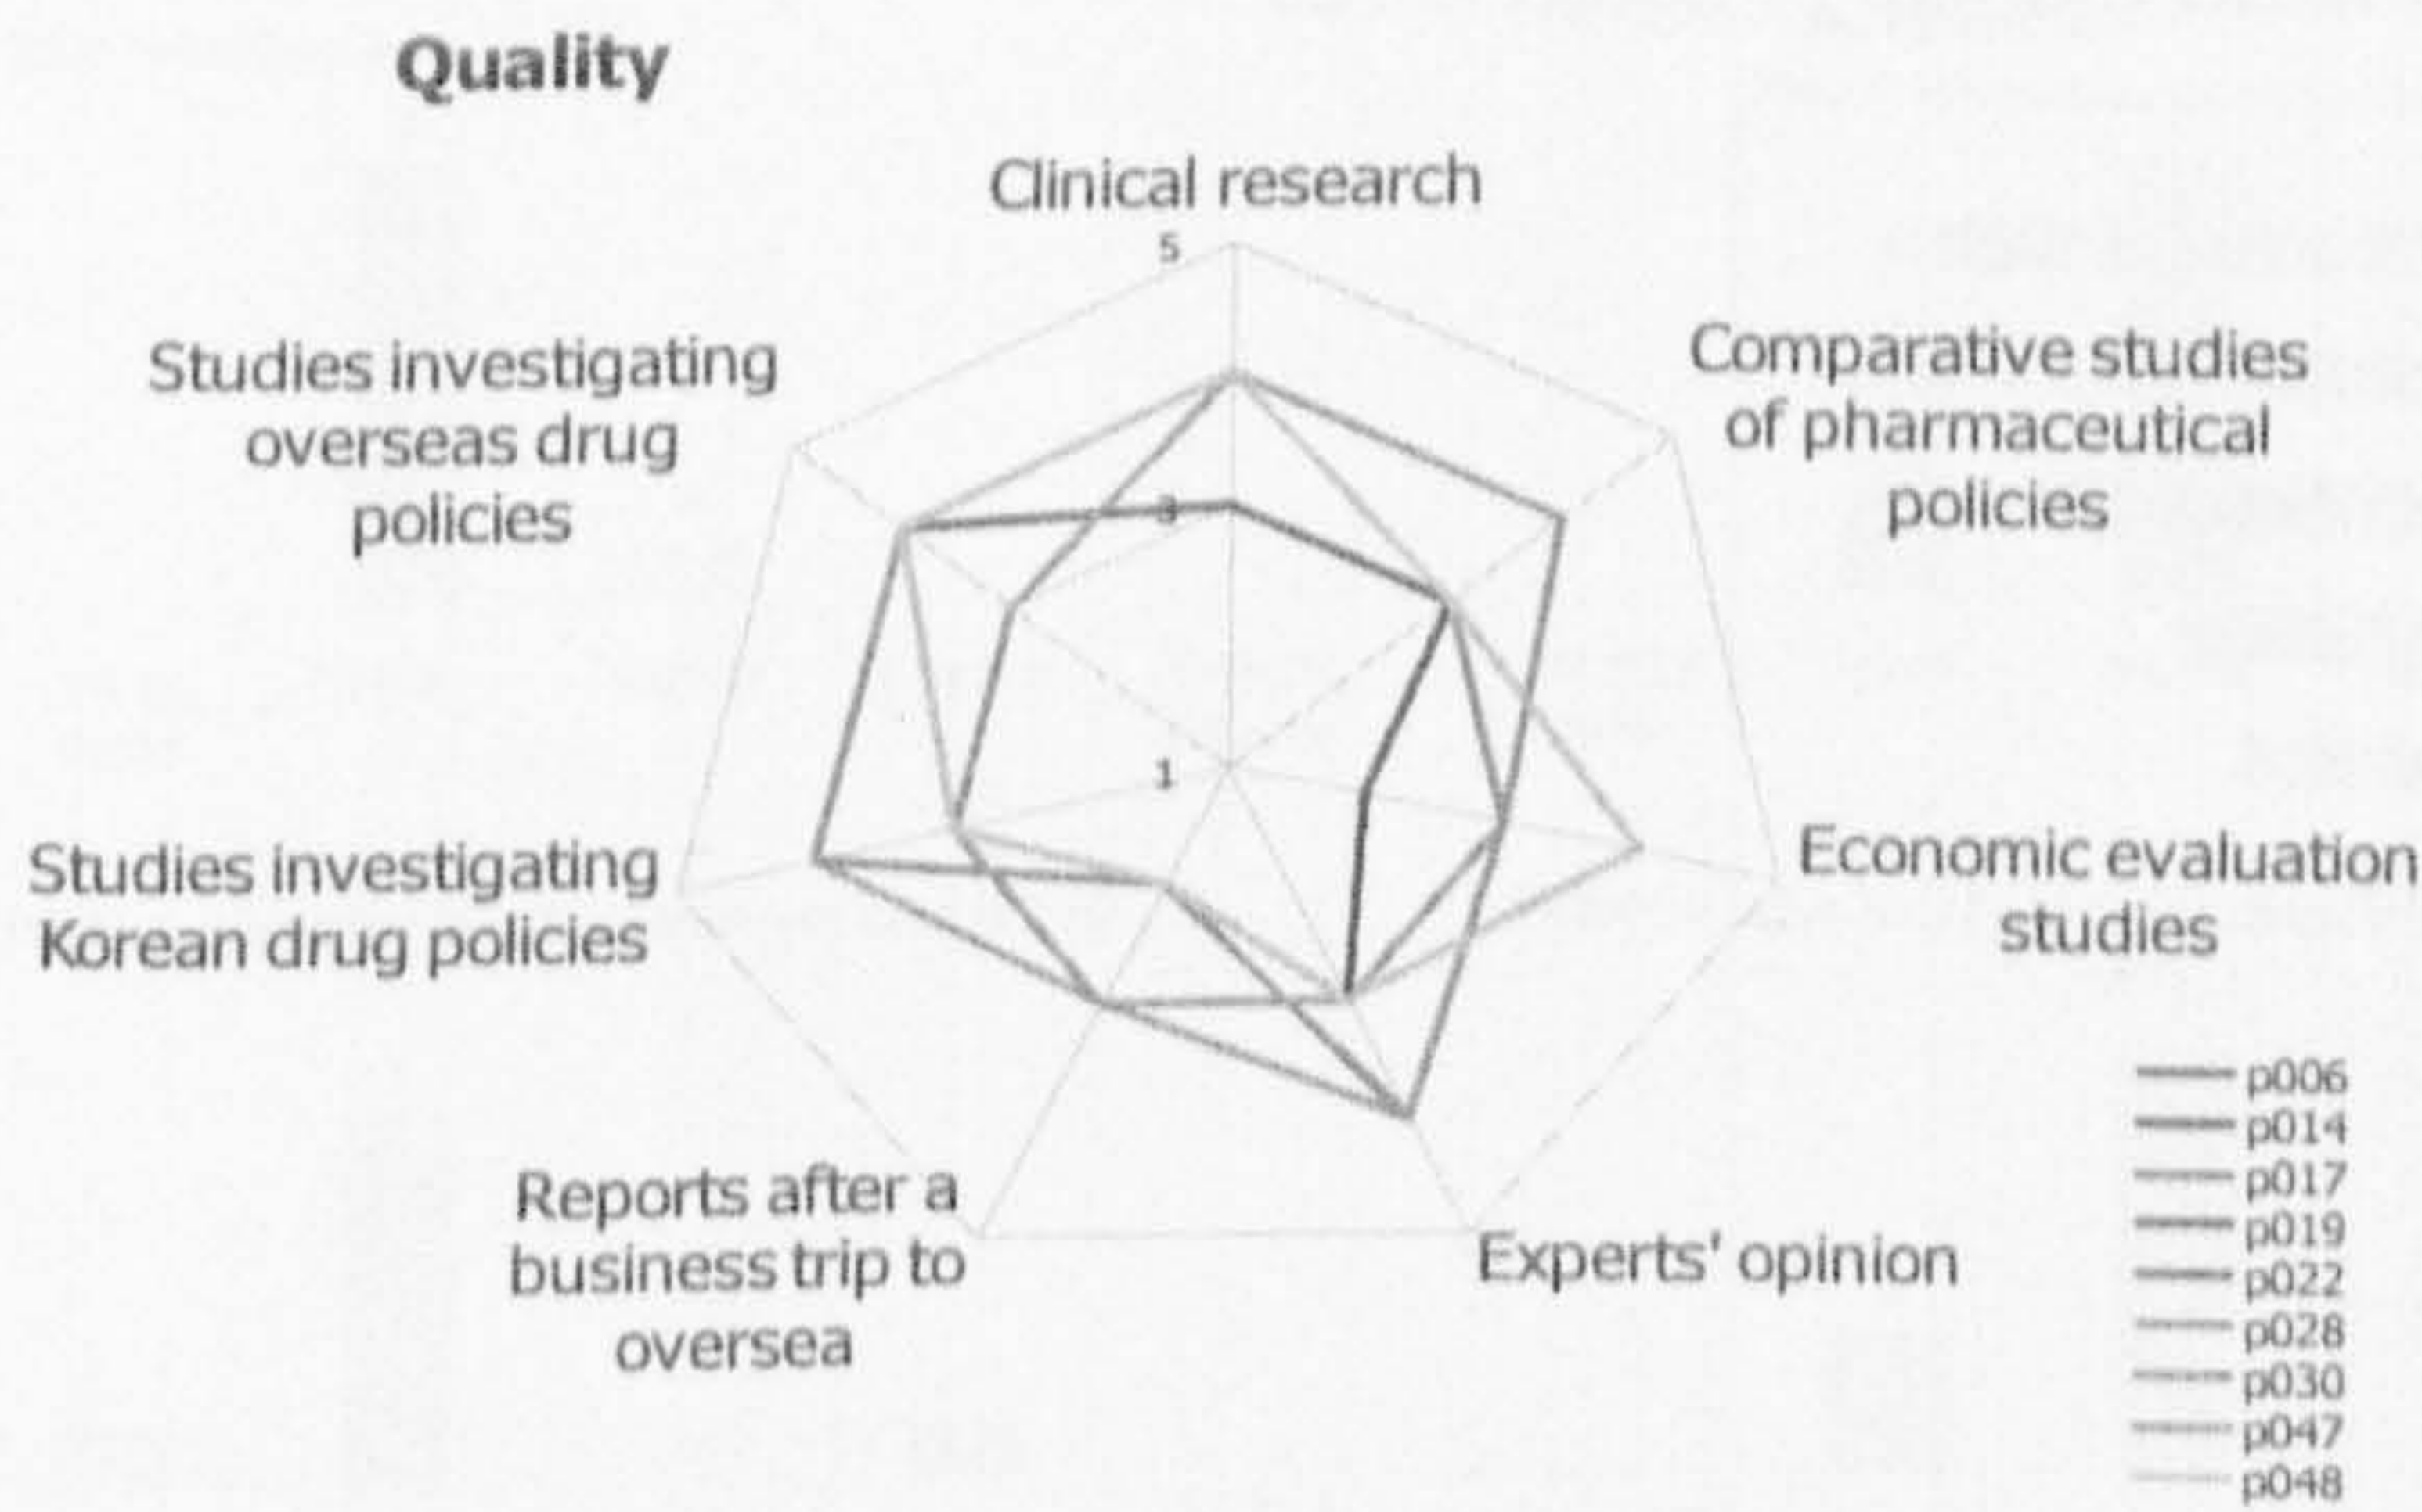 Quality
Clinical research
5
Comparative studies
of pharmaceutical
policies
Studies investigating
overseas drug
policies
3
1
Economic evaluation
studies
Studies investigating
Korean drug policies
Experts' opinion
Reports after a
business trip to
oversea
p006
p014
p017
p019
p022
p028
p030
p047
p048